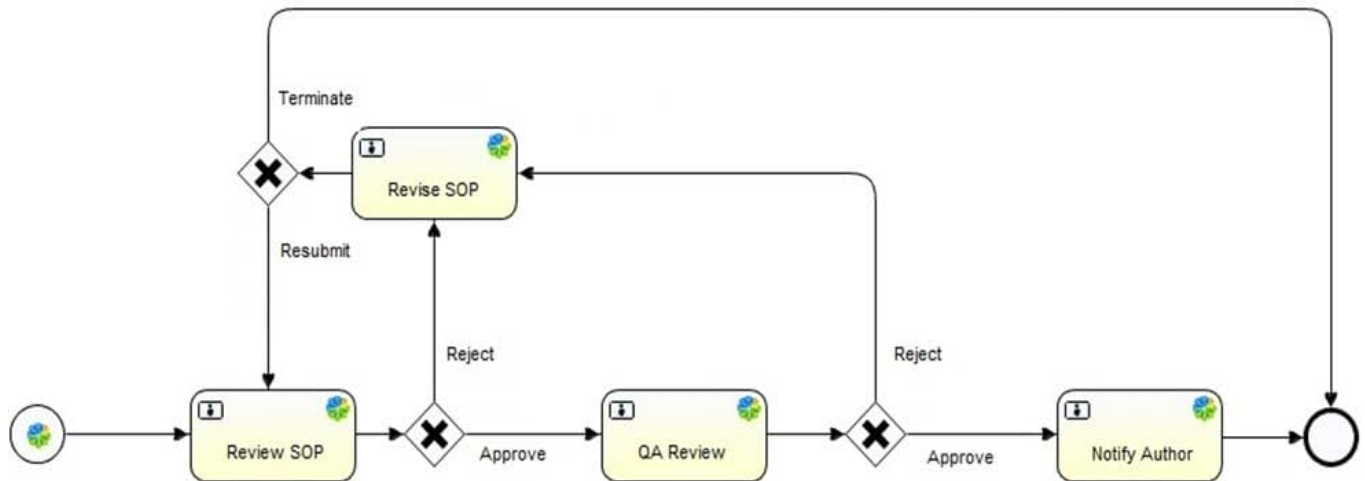 Terminate
Revise SOP
Resubmit
Reject
Reject
Review SOP
Approve
QA Review
Approve
Notify Author